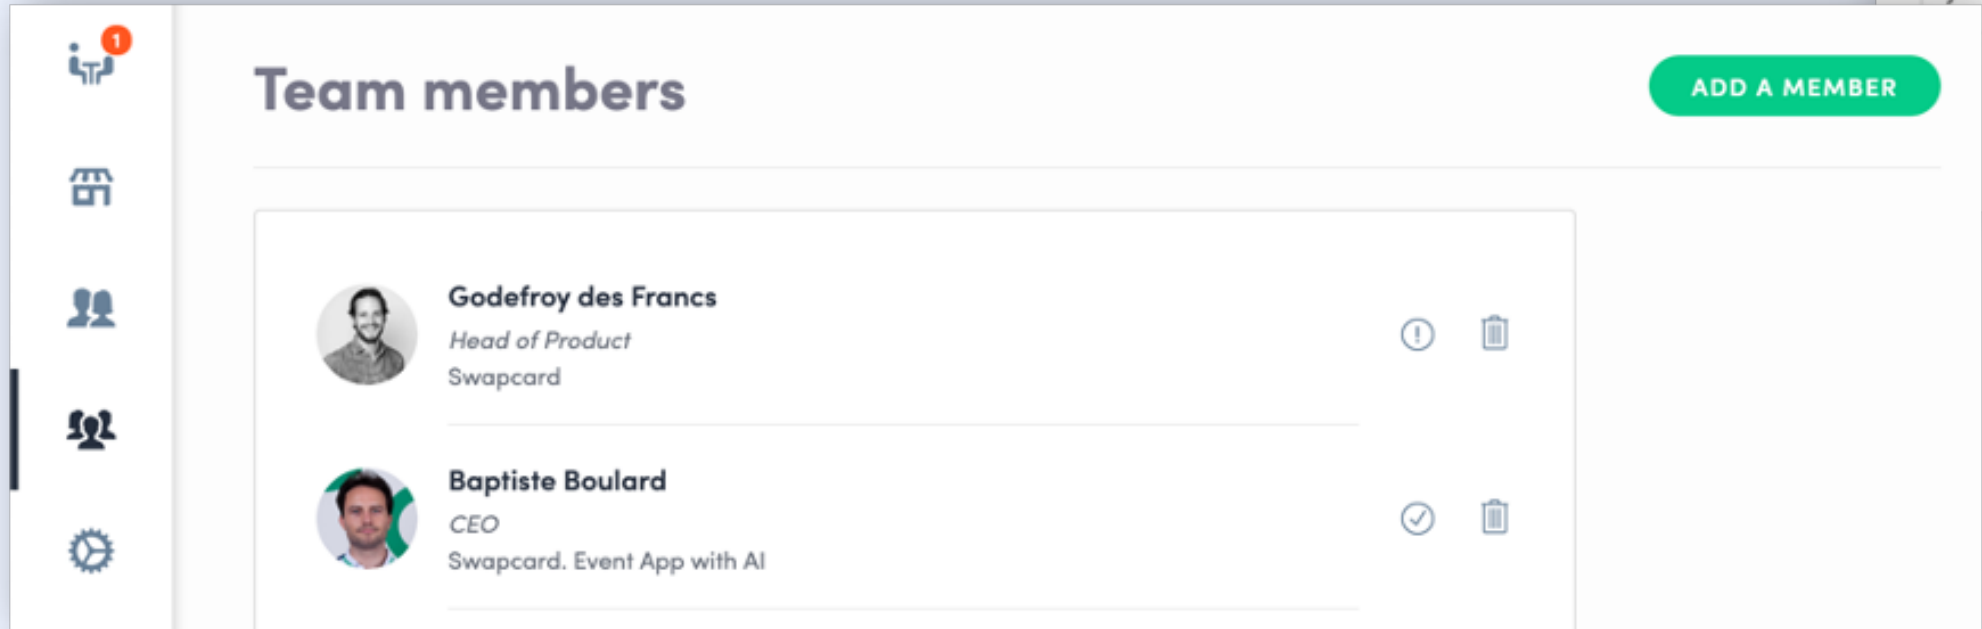 1
Team members
ADD A MEMBER
Godefroy des Francs
Head of Product
Swapcard
Baptiste Boulard
CEO
Swapcard. Event App with AI